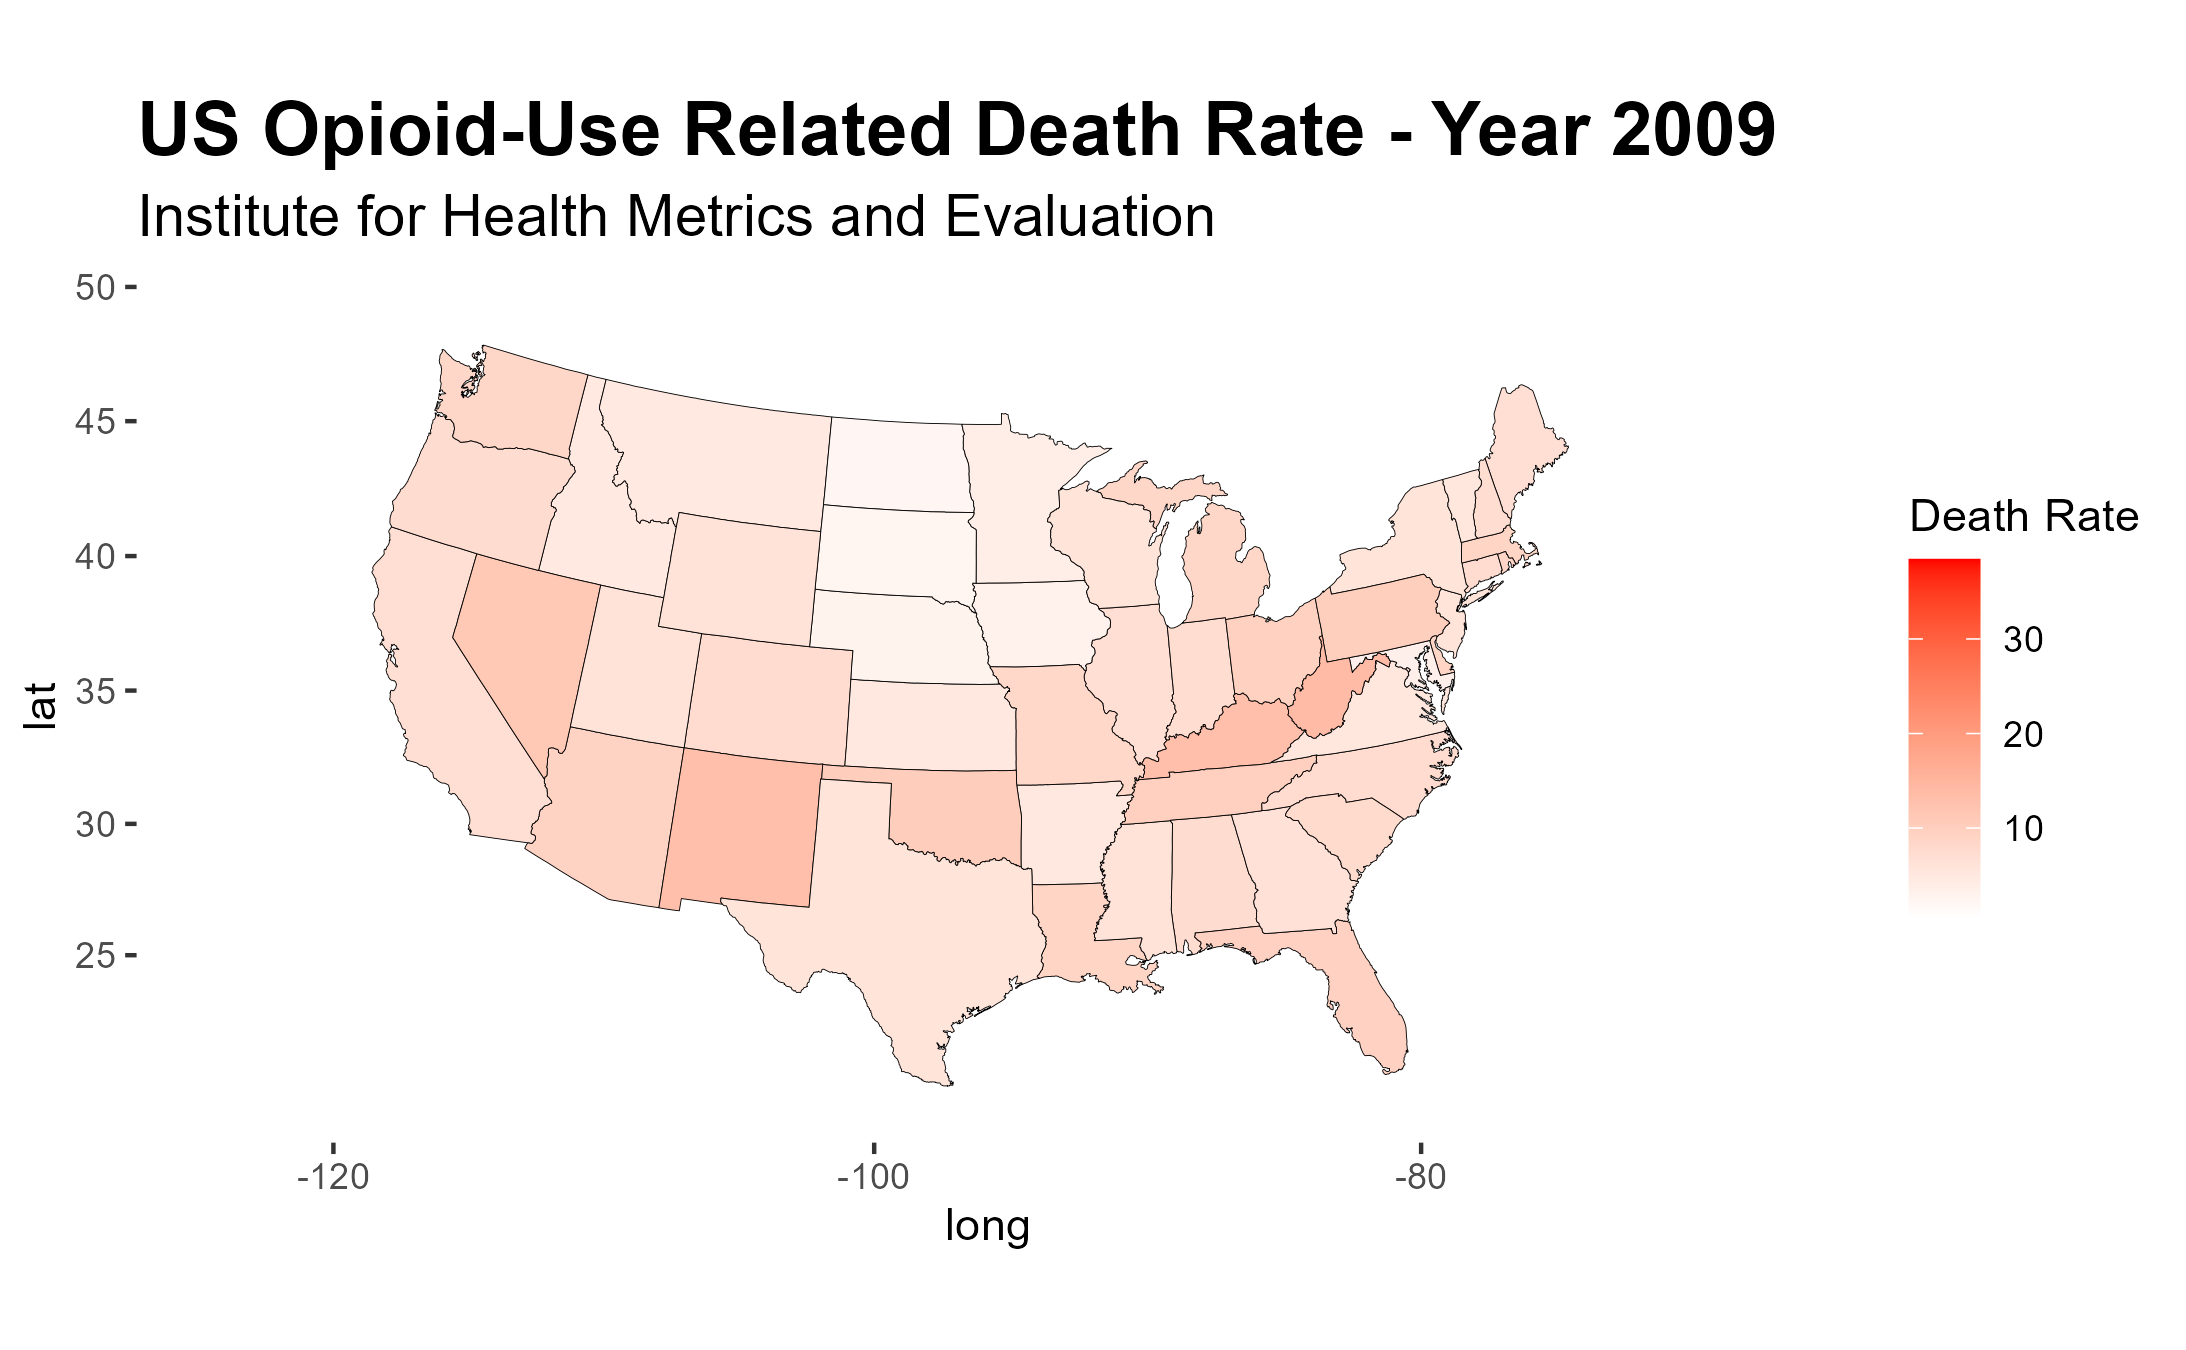 US Opioid-Use Related Death Rate - Year 2009
Institute for Health Metrics and Evaluation
50
45
40
35
30
25
lat
-120
-100
-80
long
Death Rate
30
20
10